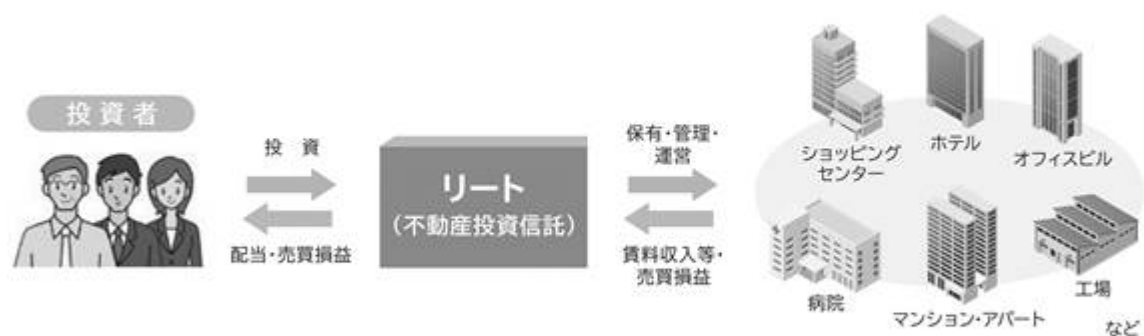 投資者
投 資
配当・売買損益
リート
(不動産投資信託)
保有・管理・
運営
賃料収入等・
売買損益
ショッピング
センター
ホテル
オフィスビル
病院
マンション・アパート
工場
など